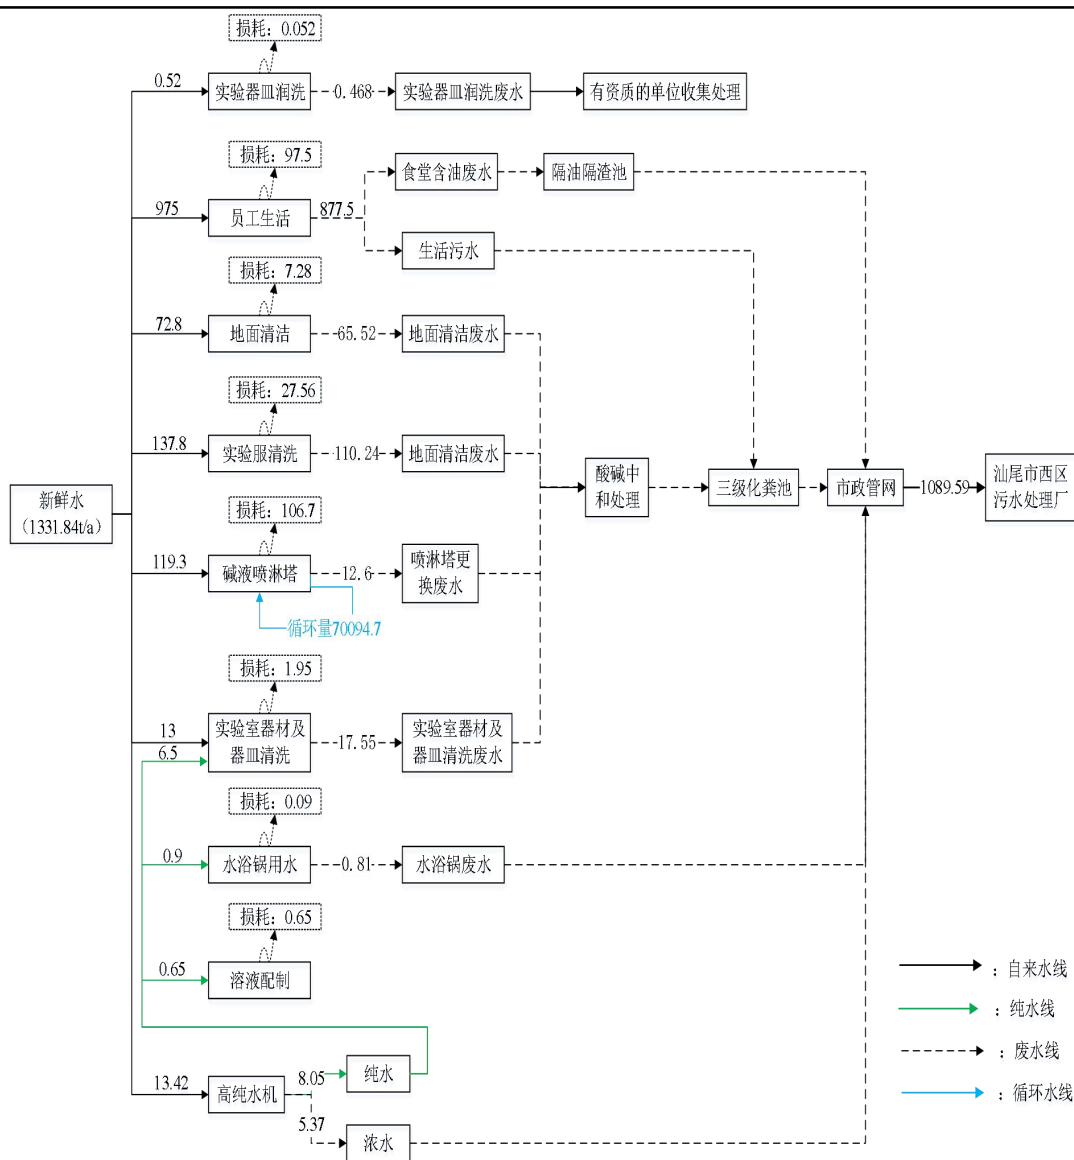 损耗：0.052
0.52
实验器皿润洗
0.468
实验器皿润洗废水
有资质的单位收集处理
损耗：97.5
食堂含油废水
隔油隔渣池
975
员工生活
877.5
生活污水
损耗：7.28
72.8
地面清洁
65.52
地面清洁废水
损耗：27.56
137.8
实验服清洗
110.24
地面清洁废水
新鲜水
（1331.84t/a）
酸碱中
和处理
三级化粪池
市政管网
1089.59
汕尾市西区
污水处理厂
损耗：106.7
119.3
碱液喷淋塔
12.6
喷淋塔更
换废水
循环量70094.7
损耗：1.95
13
6.5
实验室器材及
器皿清洗
17.55
实验室器材及
器皿清洗废水
损耗：0.09
0.9
水浴锅用水
0.81
水浴锅废水
损耗：0.65
0.65
溶液配制
13.42
高纯水机
8.05
纯水
5.37
浓水
：自来水线
：纯水线
：废水线
：循环水线